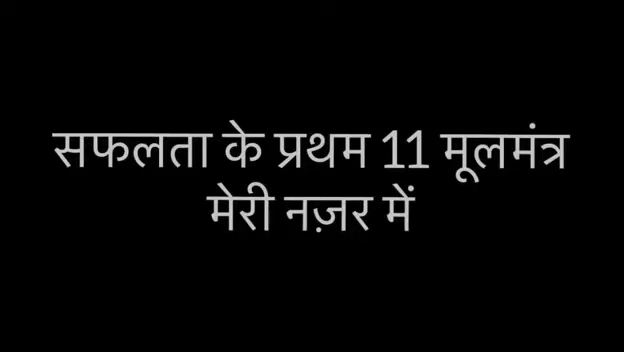 सफलता के प्रथम 11 मूलमंत्र
मेरी नज़र में